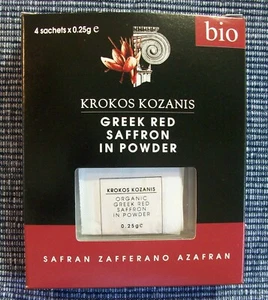 bio
4 sachets x 0.25g e
KROKOS KOZANIS
GREEK RED
SAFFRON
IN POWDER
KROKOS KOZANIS
ORGANIC
GREEK RED
SAFFRON
IN POWDER
0.25g℮
SAFRAN ZAFFERANO AZAFRAN